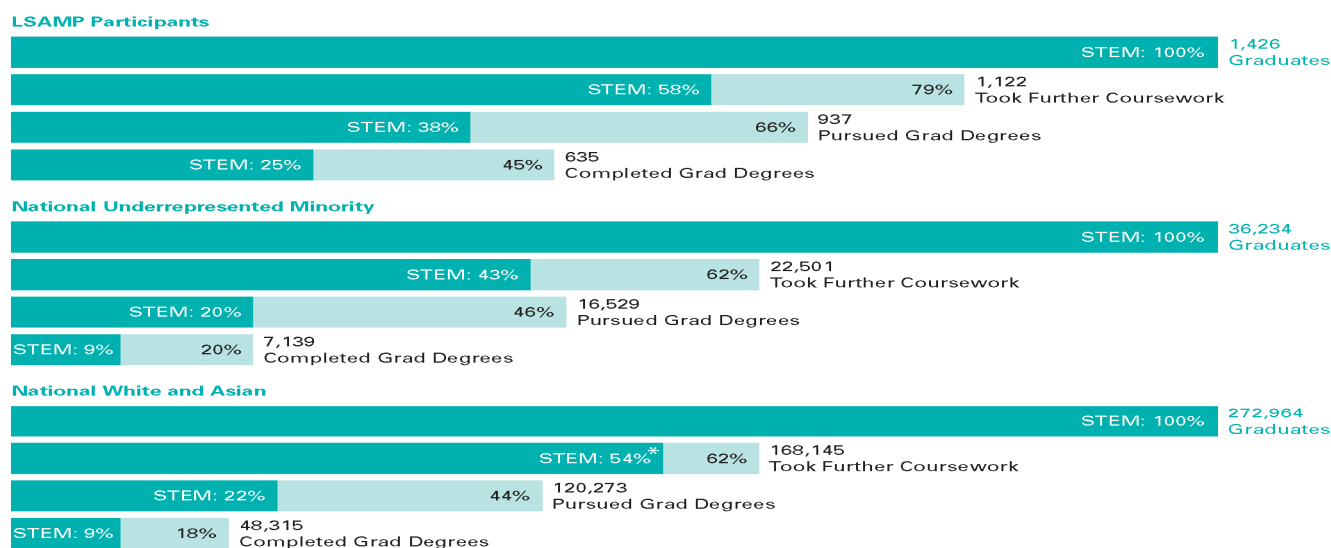 LSAMP Participants
STEM: 100%
1,426
Graduates
STEM: 58%
79%
1,122
Took Further Coursework
STEM: 38%
66%
937
Pursued Grad Degrees
STEM: 25%
45%
635
Completed Grad Degrees
National Underrepresented Minority
STEM: 100%
36,234
Graduates
STEM: 43%
62%
22,501
Took Further Coursework
STEM: 20%
46%
16,529
Pursued Grad Degrees
STEM: 9%
20%
7,139
Completed Grad Degrees
National White and Asian
STEM: 100%
272,964
Graduates
STEM: 54%*
62%
168,145
Took Further Coursework
STEM: 22%
44%
120,273
Pursued Grad Degrees
STEM: 9%
18%
48,315
Completed Grad Degrees